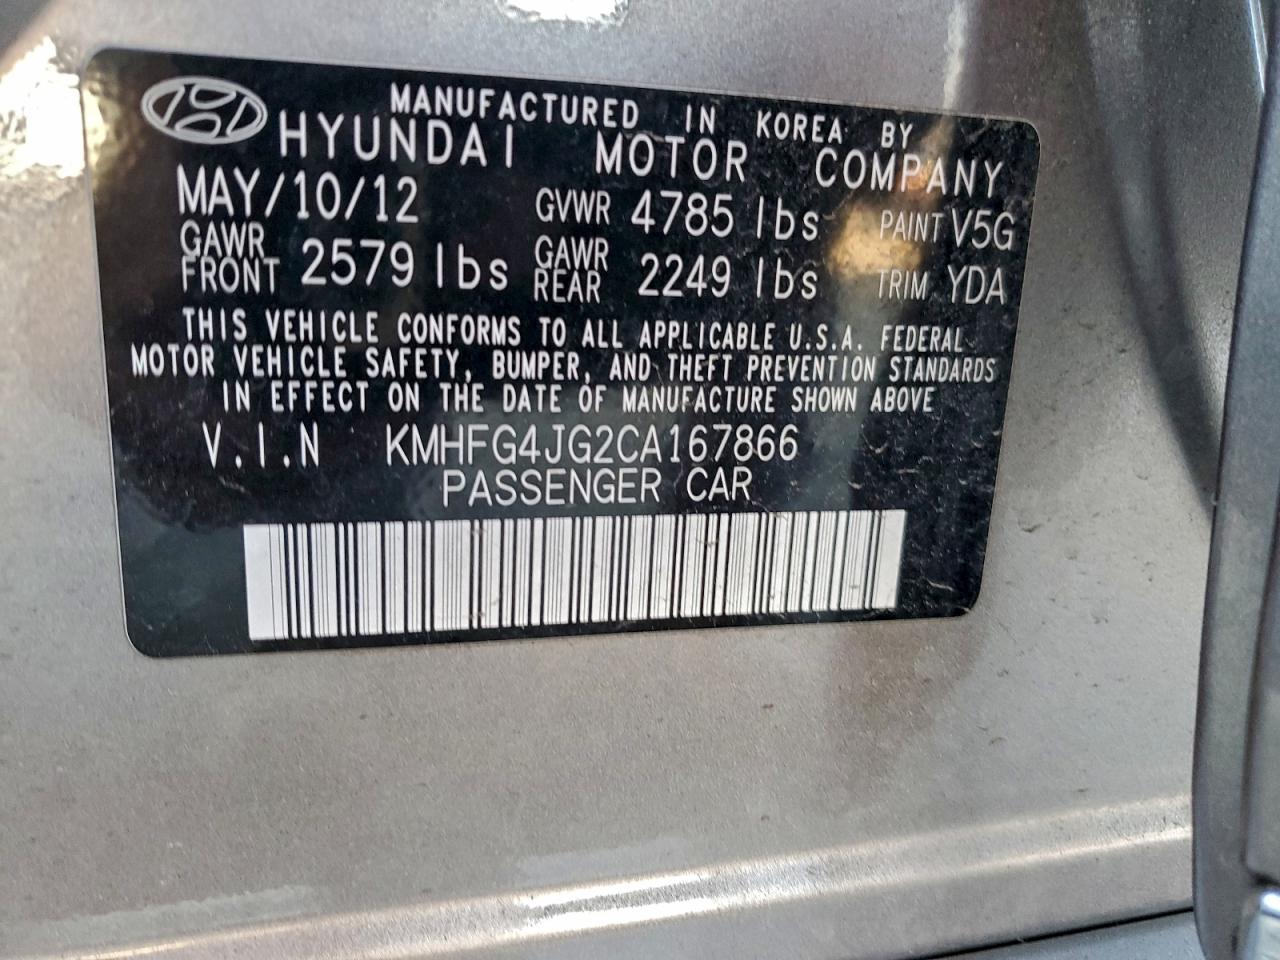 MANUFACTURED IN KOREA BY
HYUNDAI MOTOR COMPANY
MAY/10/12 GVWR 4785 lbs PAINT V5G
GAWR FRONT 2579 lbs GAWR REAR 2249 lbs TRIM YDA
THIS VEHICLE CONFORMS TO ALL APPLICABLE U.S.A. FEDERAL
MOTOR VEHICLE SAFETY, BUMPER, AND THEFT PREVENTION STANDARDS
IN EFFECT ON THE DATE OF MANUFACTURE SHOWN ABOVE
V.I.N KMHFG4JG2CA167866
PASSENGER CAR